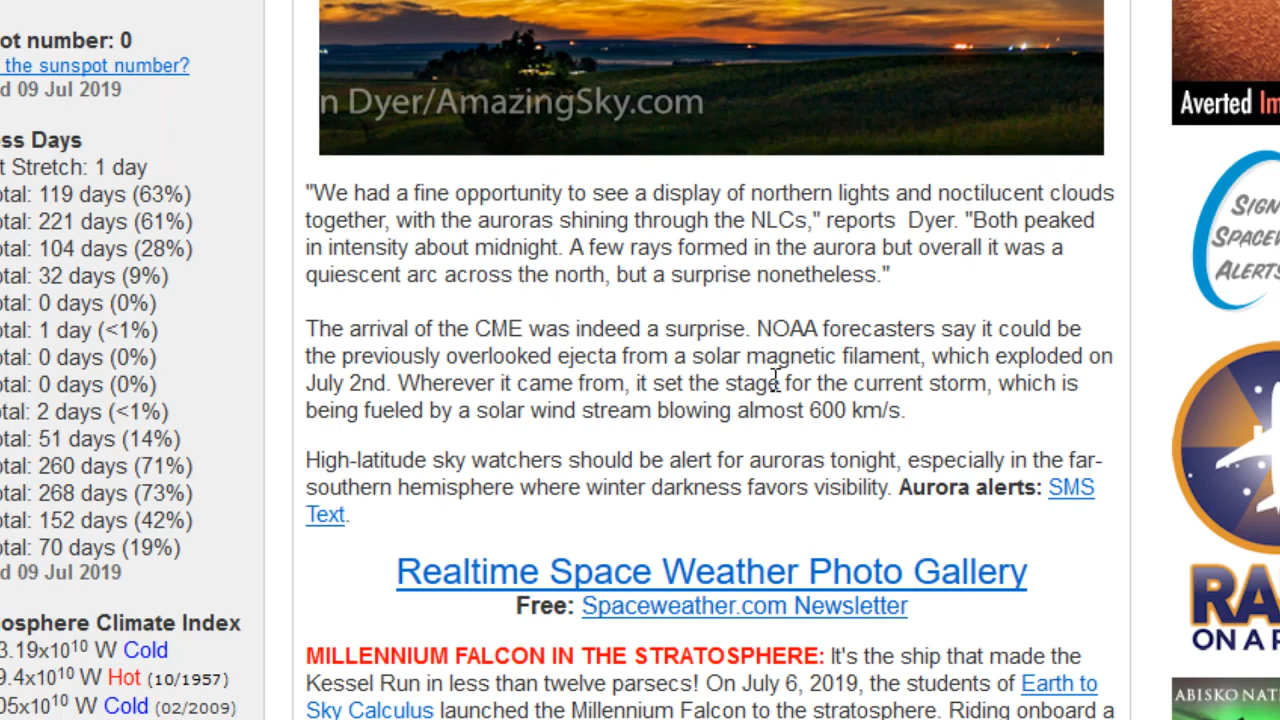 ot number: 0
the sunspot number?
d 09 Jul 2019
ss Days
t Stretch: 1 day
otal: 119 days (63%)
otal: 221 days (61%)
otal: 104 days (28%)
otal: 32 days (9%)
otal: 0 days (0%)
otal: 1 day (<1%)
otal: 0 days (0%)
otal: 0 days (0%)
otal: 2 days (<1%)
otal: 51 days (14%)
otal: 260 days (71%)
otal: 268 days (73%)
otal: 152 days (42%)
otal: 70 days (19%)
d 09 Jul 2019
osphere Climate Index
3.19x10¹⁰ W Cold
9.4x10¹⁰ W Hot (10/1957)
05x10¹⁰ W Cold (02/2009)
n Dyer/AmazingSky.com
"We had a fine opportunity to see a display of northern lights and noctilucent clouds
together, with the auroras shining through the NLCs," reports Dyer. "Both peaked
in intensity about midnight. A few rays formed in the aurora but overall it was a
quiescent arc across the north, but a surprise nonetheless."
The arrival of the CME was indeed a surprise. NOAA forecasters say it could be
the previously overlooked ejecta from a solar magnetic filament, which exploded on
July 2nd. Wherever it came from, it set the stage for the current storm, which is
being fueled by a solar wind stream blowing almost 600 km/s.
High-latitude sky watchers should be alert for auroras tonight, especially in the far-
southern hemisphere where winter darkness favors visibility. Aurora alerts: SMS
Text.
Realtime Space Weather Photo Gallery
Free: Spaceweather.com Newsletter
MILLENNIUM FALCON IN THE STRATOSPHERE: It's the ship that made the
Kessel Run in less than twelve parsecs! On July 6, 2019, the students of Earth to
Sky Calculus launched the Millennium Falcon to the stratosphere. Riding onboard a
Averted Im
SIGN
SPACEW
ALERTS
RA
ON A P
ABISKO NAT